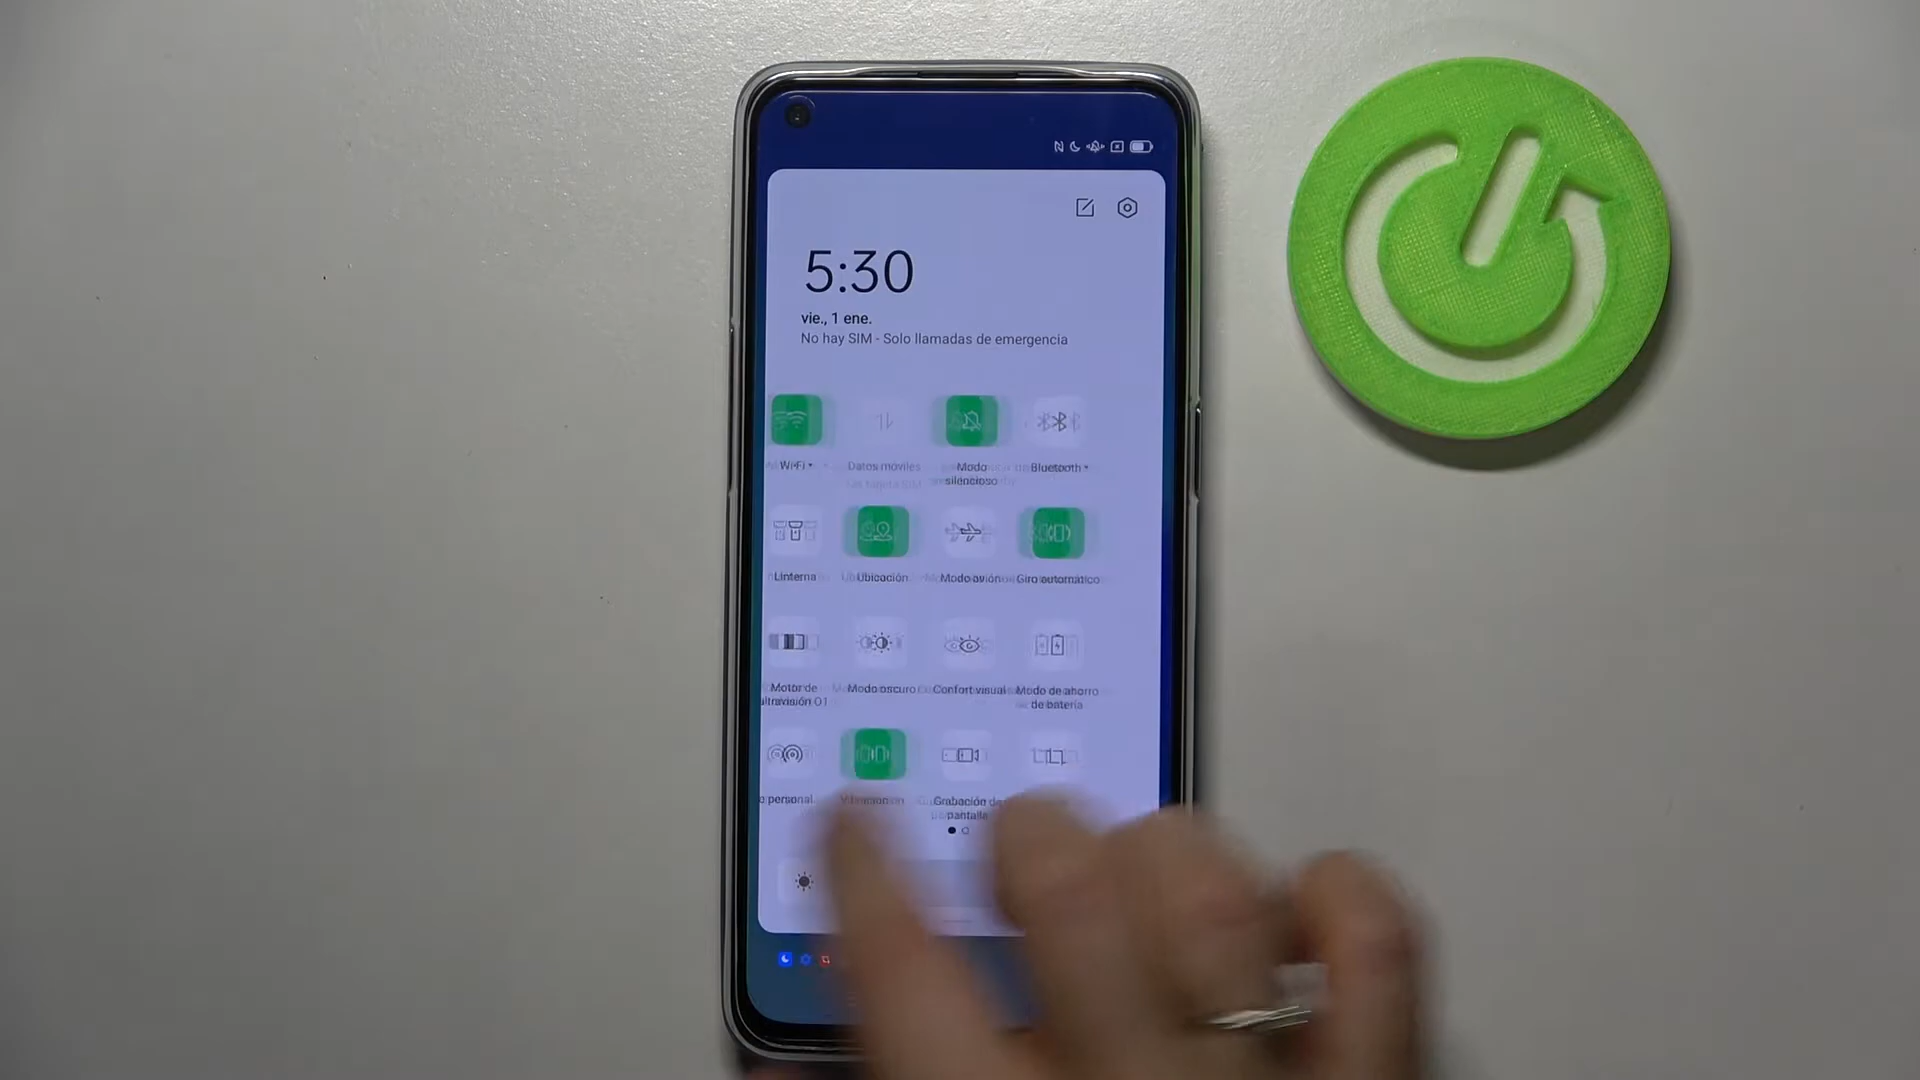 5:30
vie., 1 ene.
No hay SIM - Solo llamadas de emergencia
Wi-Fi
Datos móviles
Modo
silencioso
Bluetooth
Linterna
Ubicación
Modo avión
Giro automático
Motor de
ultravisión O1
Modo oscuro
Confort visual
Modo de ahorro
de batería
personal
Vibración en
Grabación de
pantalla